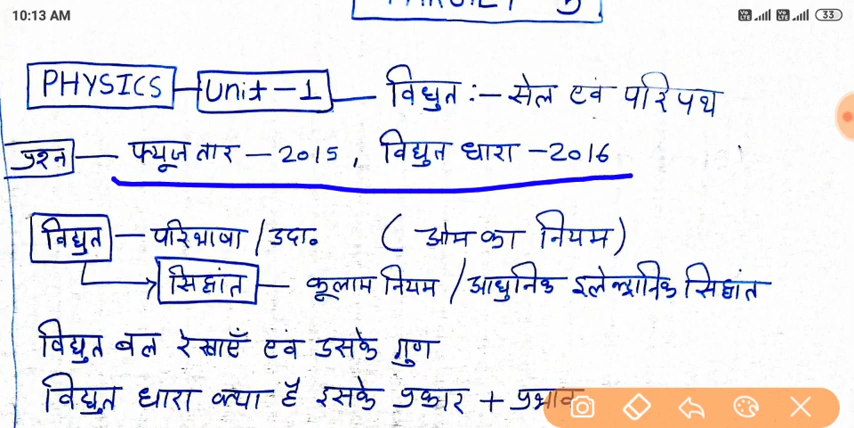 10:13 AM 33
PHYSICS Unit-1 - विद्युत :- सेल एवं परिपथ
प्रश्न - फ्यूज तार - 2015, विद्युत धारा - 2016
विद्युत - परिभाषा / उदा० (ओम का नियम)
सिद्धांत - कूलाम नियम / आधुनिक इलेक्ट्रानिक सिद्धांत
विद्युत बल रेखाएँ एवं उसके गुण
विद्युत धारा क्या है इसके प्रकार + प्रभाव